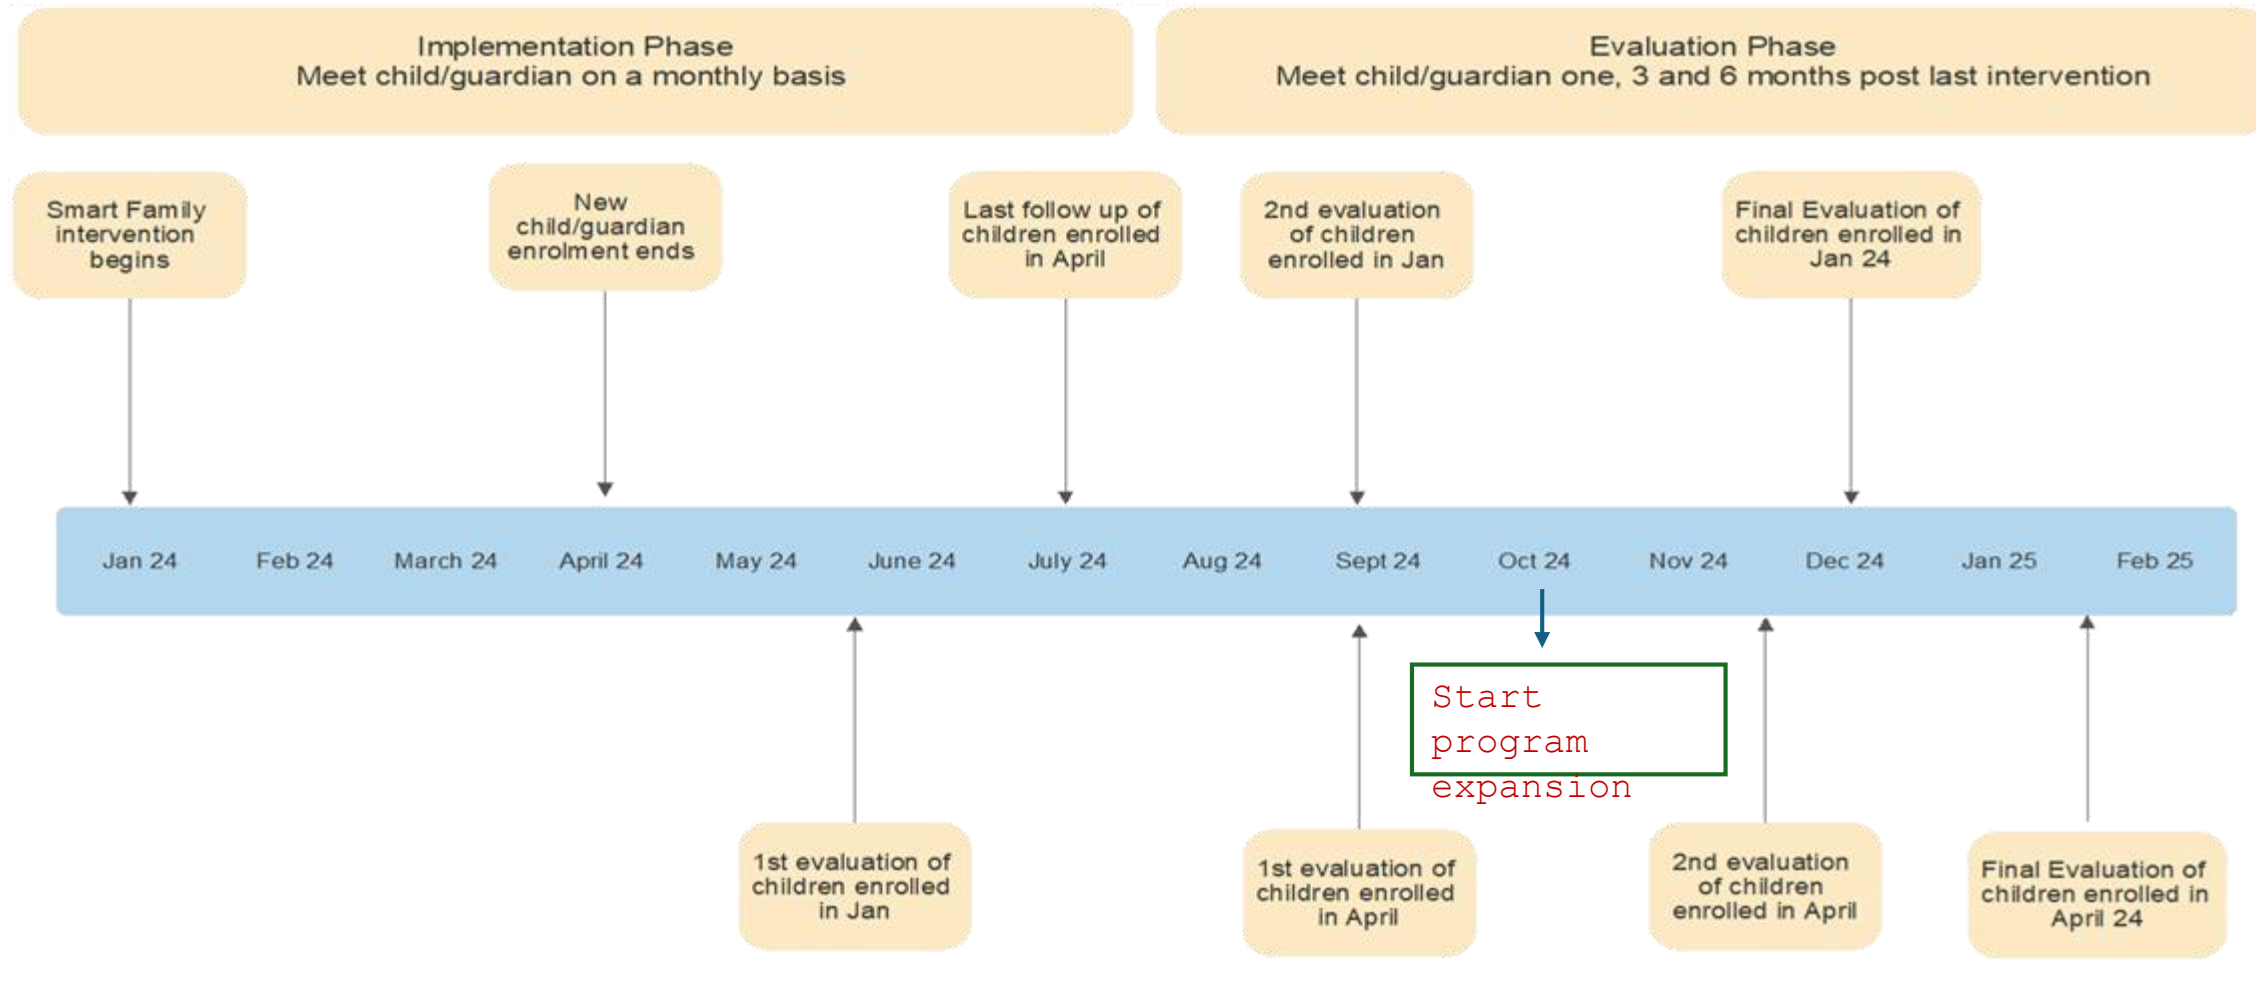 Implementation Phase
Meet child/guardian on a monthly basis
Evaluation Phase
Meet child/guardian one, 3 and 6 months post last intervention
Smart Family
intervention
begins
New
child/guardian
enrolment ends
Last follow up of
children enrolled
in April
2nd evaluation
of children
enrolled in Jan
Final Evaluation of
children enrolled in
Jan 24
Jan 24 Feb 24 March 24 April 24 May 24 June 24 July 24 Aug 24 Sept 24 Oct 24 Nov 24 Dec 24 Jan 25 Feb 25
Start
program
expansion
1st evaluation of
children enrolled
in Jan
1st evaluation of
children enrolled
in April
2nd evaluation
of children
enrolled in April
Final Evaluation of
children enrolled in
April 24